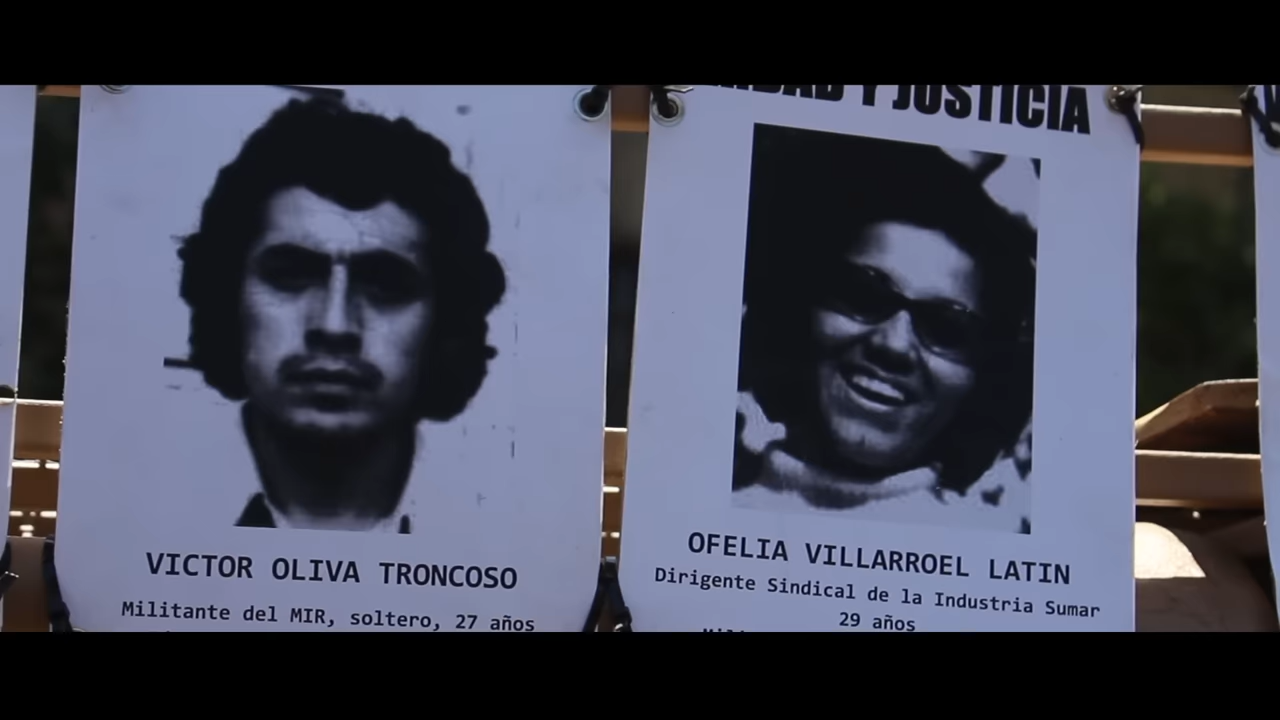 VICTOR OLIVA TRONCOSO
Militante del MIR, soltero, 27 años
Y JUSTICIA
OFELIA VILLARROEL LATIN
Dirigente Sindical de la Industria Sumar
29 años